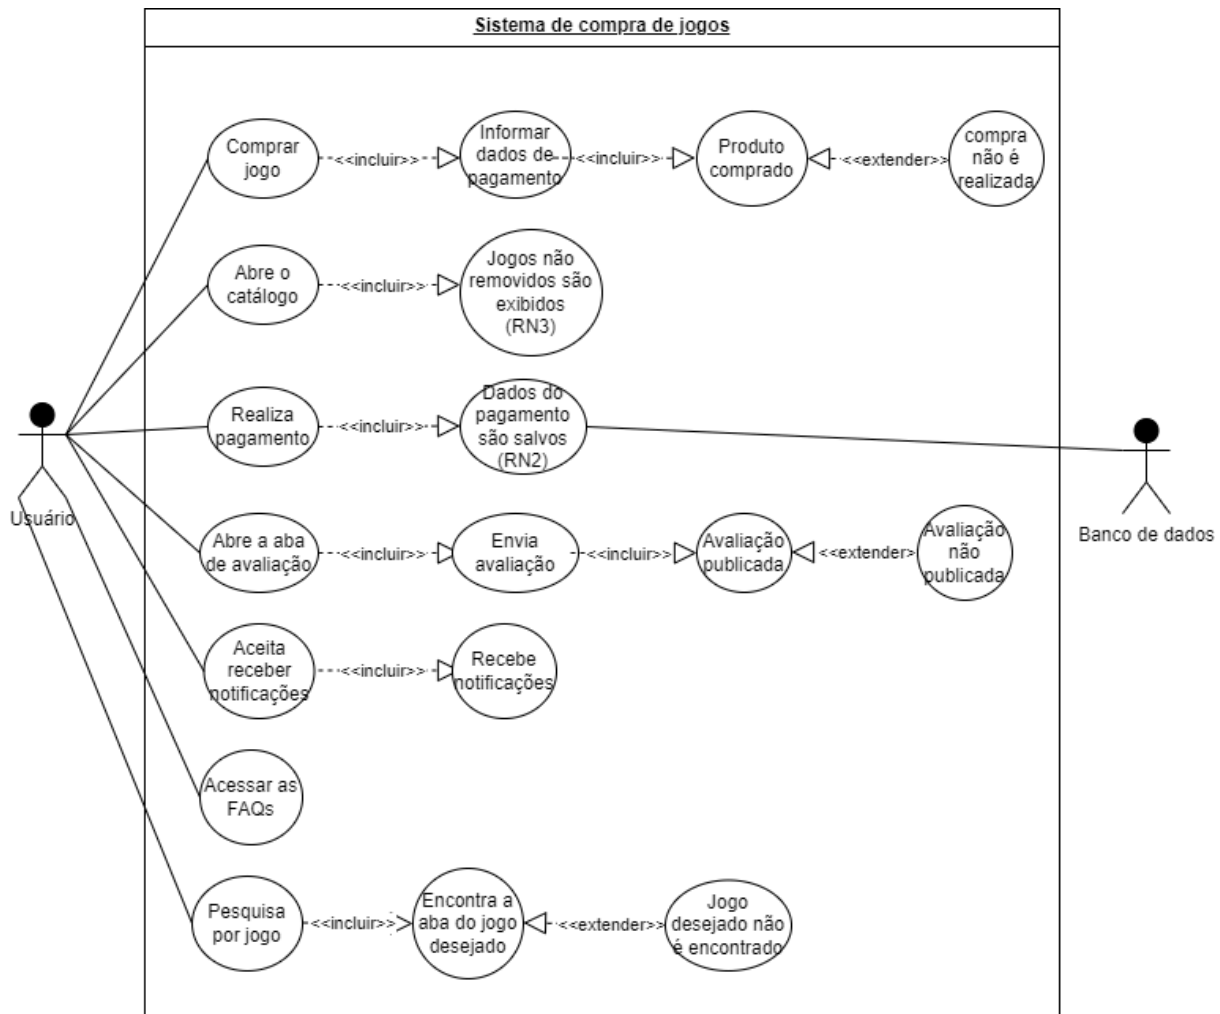 Sistema de compra de jogos
Comprar
jogo
<<incluir>>
Informar
dados de
pagamento
<<incluir>>
Produto
comprado
<<extender>>
compra
não é
realizada
Abre o
catálogo
<<incluir>>
Jogos não
removidos são
exibidos
(RN3)
Realiza
pagamento
<<incluir>>
Dados do
pagamento
são salvos
(RN2)
Usuário
Banco de dados
Abre a aba
de avaliação
<<incluir>>
Envia
avaliação
<<incluir>>
Avaliação
publicada
<<extender>
Avaliação
não
publicada
Aceita
receber
notificações
<<incluir>>
Recebe
notificações
Acessar as
FAQs
Pesquisa
por jogo
<<incluir>>
Encontra a
aba do jogo
desejado
<<extender>>
Jogo
desejado não
é encontrado